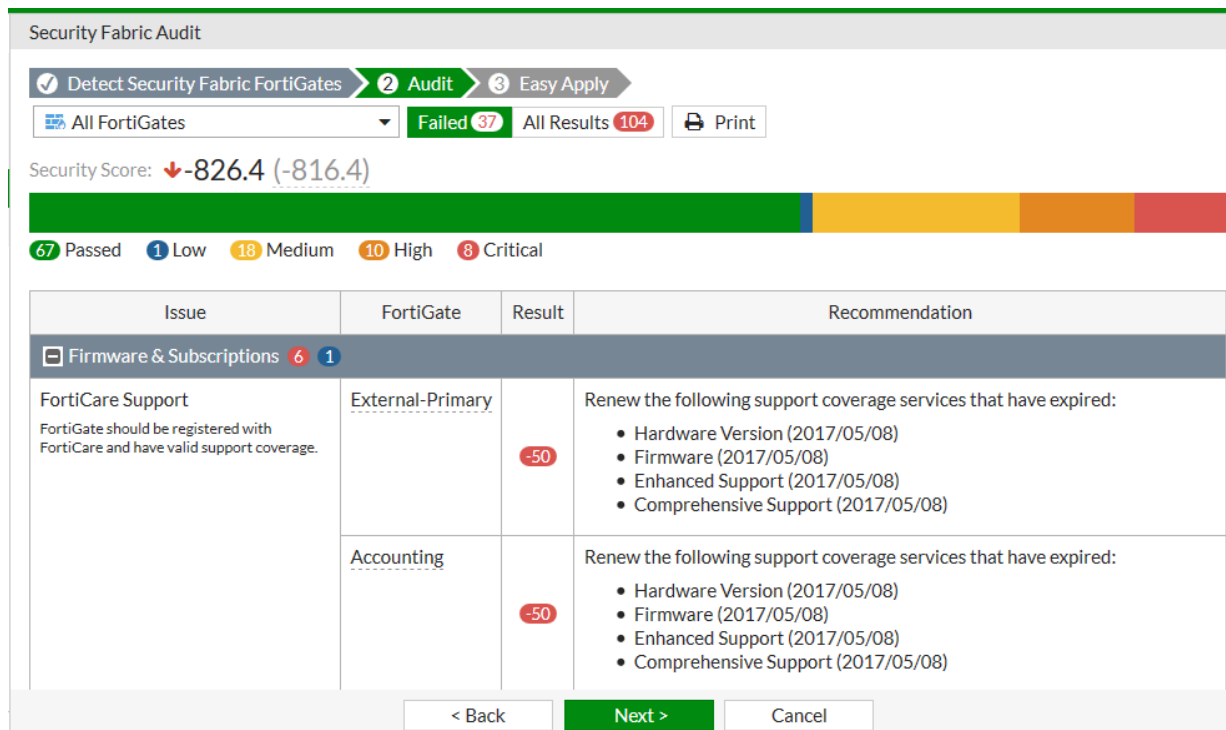 Security Fabric Audit
Detect Security Fabric FortiGates 2 Audit 3 Easy Apply
All FortiGates Failed 37 All Results 104 Print
Security Score: -826.4 (-816.4)
67 Passed 1 Low 18 Medium 10 High 8 Critical
Issue FortiGate Result Recommendation
Firmware & Subscriptions 6 1
FortiCare Support
FortiGate should be registered with
FortiCare and have valid support coverage.
External-Primary
-50
Renew the following support coverage services that have expired:
• Hardware Version (2017/05/08)
• Firmware (2017/05/08)
• Enhanced Support (2017/05/08)
• Comprehensive Support (2017/05/08)
Accounting
-50
Renew the following support coverage services that have expired:
• Hardware Version (2017/05/08)
• Firmware (2017/05/08)
• Enhanced Support (2017/05/08)
• Comprehensive Support (2017/05/08)
< Back Next > Cancel